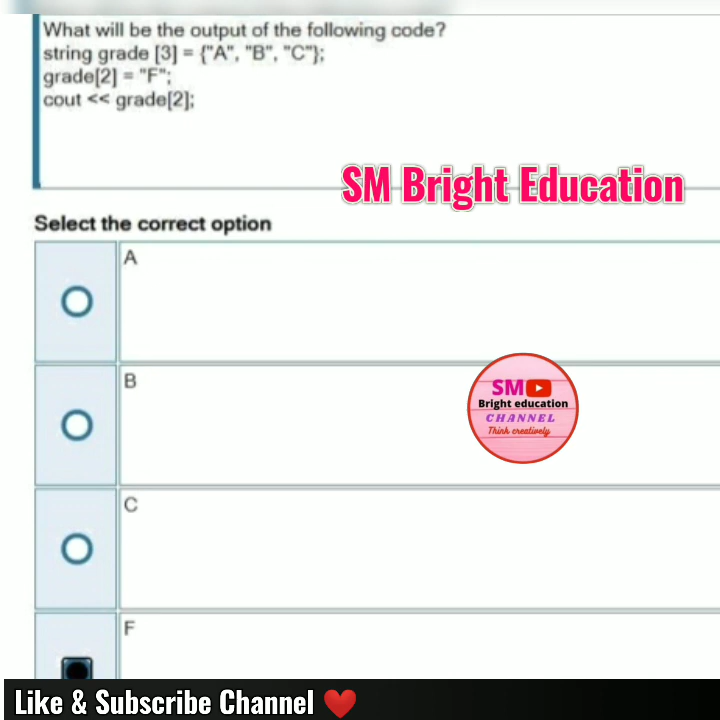 What will be the output of the following code?
string grade [3] = {"A", "B", "C"};
grade[2] = "F";
cout << grade[2];
SM Bright Education
Select the correct option
A
B
SM
Bright education
CHANNEL
Think creatively
C
F
Like & Subscribe Channel ❤️